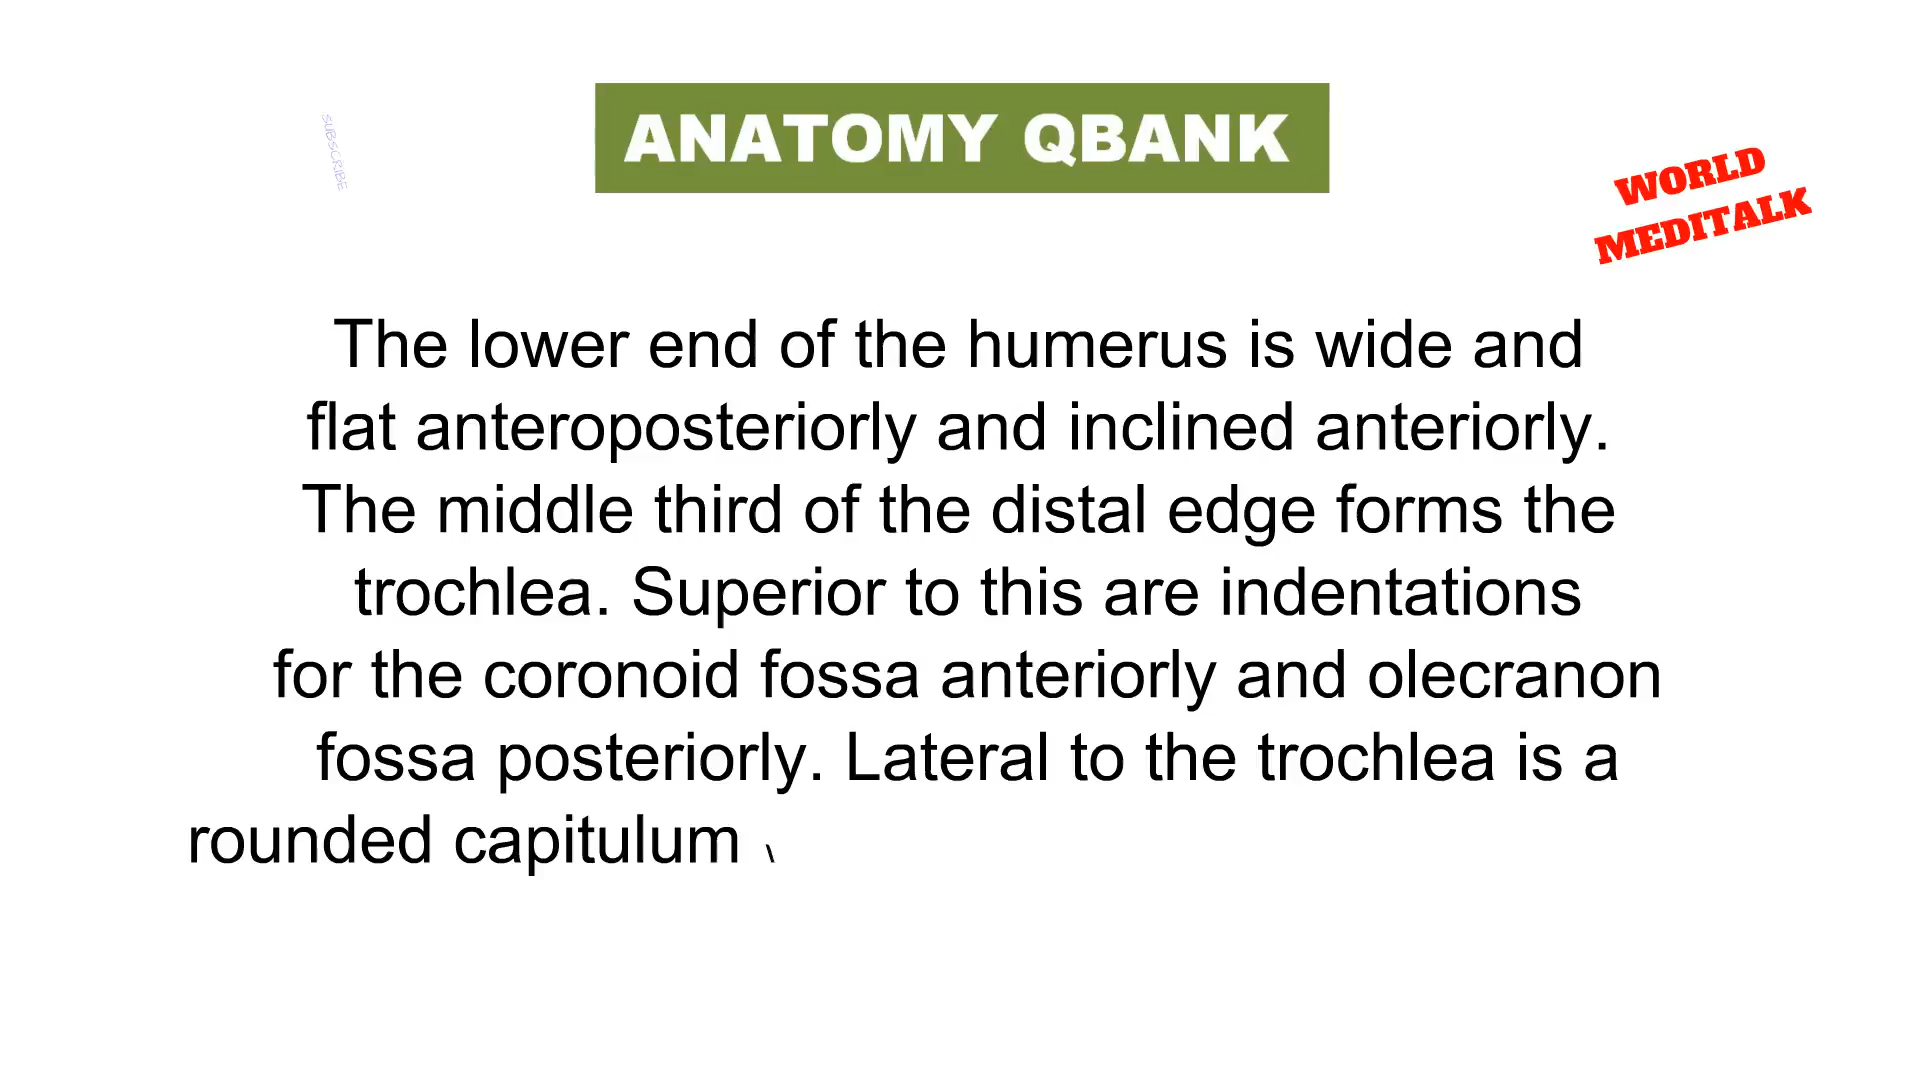 ANATOMY QBANK
SUBSCRIBE
WORLD
MEDITALK
The lower end of the humerus is wide and
flat anteroposteriorly and inclined anteriorly.
The middle third of the distal edge forms the
trochlea. Superior to this are indentations
for the coronoid fossa anteriorly and olecranon
fossa posteriorly. Lateral to the trochlea is a
rounded capitulum